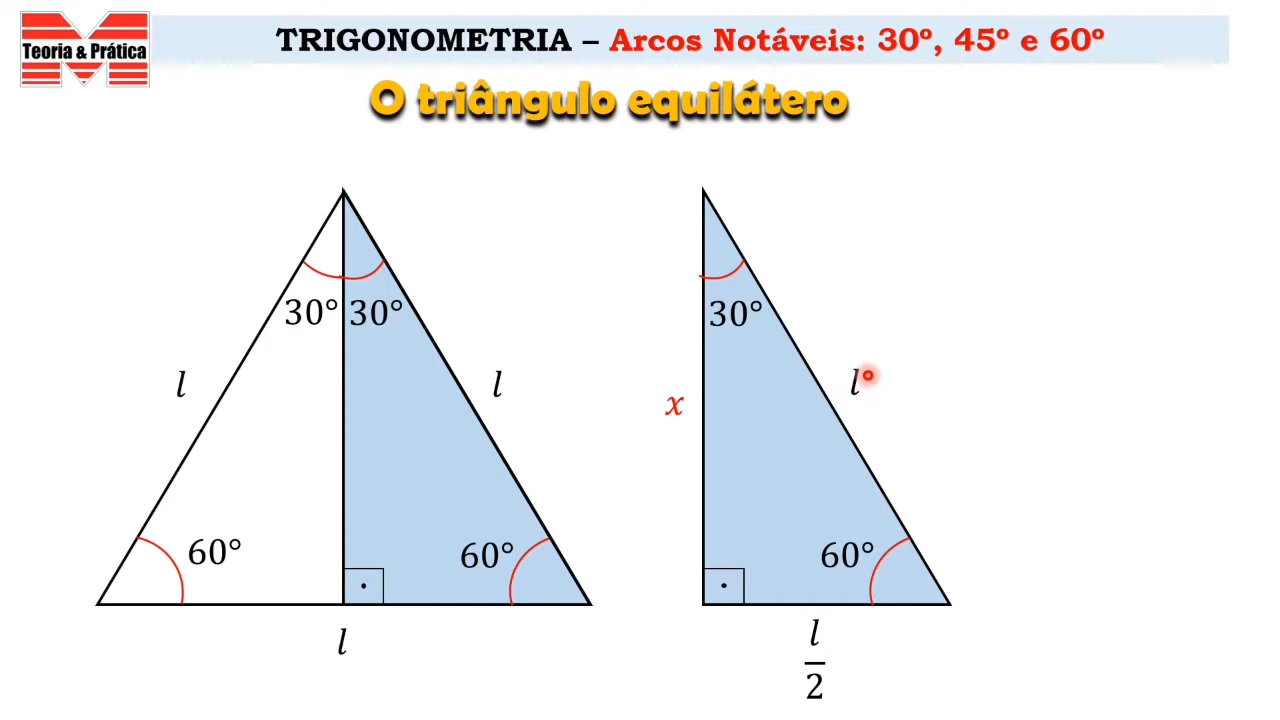 Teoria & Prática
TRIGONOMETRIA – Arcos Notáveis: 30º, 45º e 60º
O triângulo equilátero
30° 30°
30°
l
l
l
x
60°
60°
60°
l
l
2